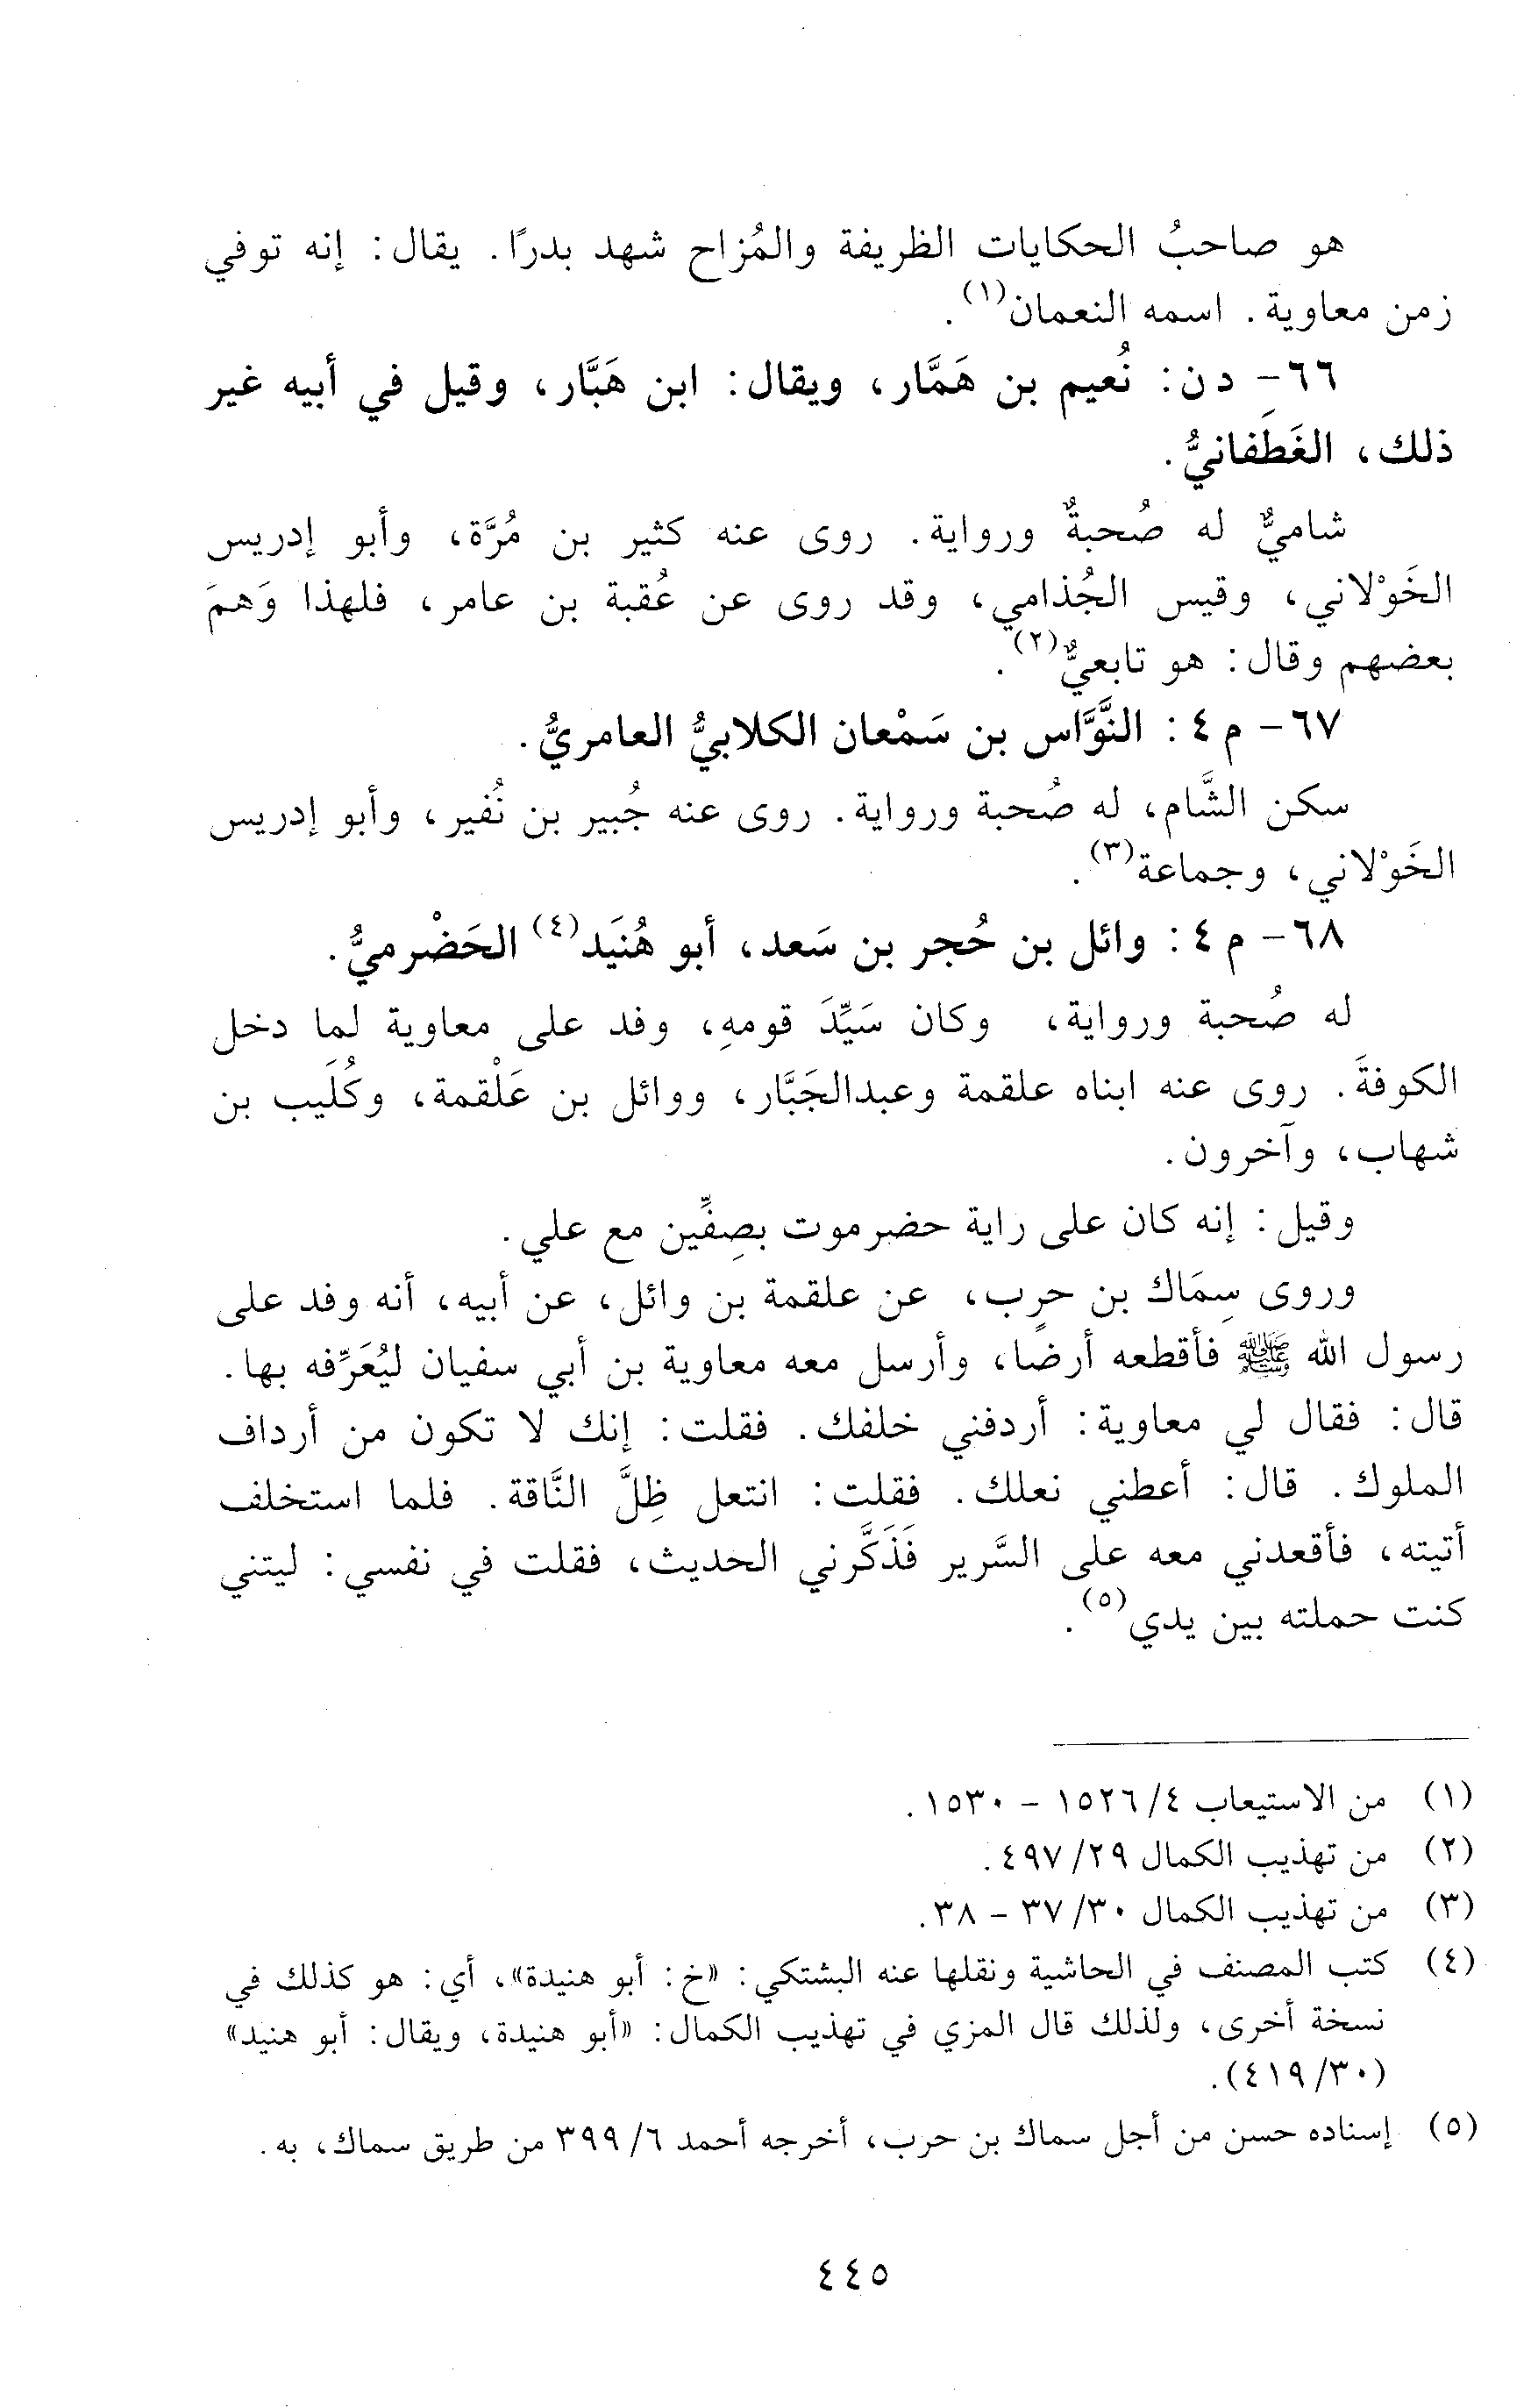 هو صاحبُ الحكايات الظريفة والمُزاح شهد بدرًا. يقال: إنه توفي
زمن معاوية. اسمه النعمان(١).
٦٦- د ن: نُعيم بن هَمَّار، ويقال: ابن هَبَّار، وقيل في أبيه غير
ذلك، الغَطَفانيُّ.
شاميٌّ له صُحبةٌ ورواية. روى عنه كثير بن مُرَّة، وأبو إدريس
الخَوْلاني، وقيس الجُذامي، وقد روى عن عُقبة بن عامر، فلهذا وَهمَ
بعضهم وقال: هو تابعيٌّ(٢).
٦٧- م ٤: النَّوَّاس بن سَمْعان الكلابيُّ العامريُّ.
سكن الشَّام، له صُحبة ورواية. روى عنه جُبير بن نُفير، وأبو إدريس
الخَوْلاني، وجماعة(٣).
٦٨- م ٤: وائل بن حُجر بن سَعد، أبو هُنَيد(٤) الحَضْرميُّ.
له صُحبة ورواية، وكان سَيِّدَ قومهِ، وفد على معاوية لما دخل
الكوفةَ. روى عنه ابناه علقمة وعبدالجَبَّار، ووائل بن عَلْقمة، وكُلَيب بن
شهاب، وآخرون.
وقيل: إنه كان على راية حضرموت بصِفِّين مع علي.
وروى سِمَاك بن حربٍ، عن علقمة بن وائل، عن أبيه، أنه وفد على
رسول الله ﷺ فأقطعه أرضًا، وأرسل معه معاوية بن أبي سفيان ليُعَرِّفه بها.
قال: فقال لي معاوية: أردفني خلفك. فقلت: إنك لا تكون من أرداف
الملوك. قال: أعطني نعلك. فقلت: انتعل ظِلَّ النَّاقة. فلما استخلف
أتيته، فأقعدني معه على السَّرير فَذَكَّرني الحديث، فقلت في نفسي: ليتني
كنت حملته بين يدي(٥).
(١) من الاستيعاب ٤/ ١٥٢٦ - ١٥٣٠.
(٢) من تهذيب الكمال ٢٩/ ٤٩٧.
(٣) من تهذيب الكمال ٣٠/ ٣٧ - ٣٨.
(٤) كتب المصنف في الحاشية ونقلها عنه البشتكي: «خ: أبو هنيدة»، أي: هو كذلك في
نسخة أخرى، ولذلك قال المزي في تهذيب الكمال: «أبو هنيدة، ويقال: أبو هنيد»
(٣٠/ ٤١٩).
(٥) إسناده حسن من أجل سماك بن حرب، أخرجه أحمد ٦/ ٣٩٩ من طريق سماك، به.
٤٤٥